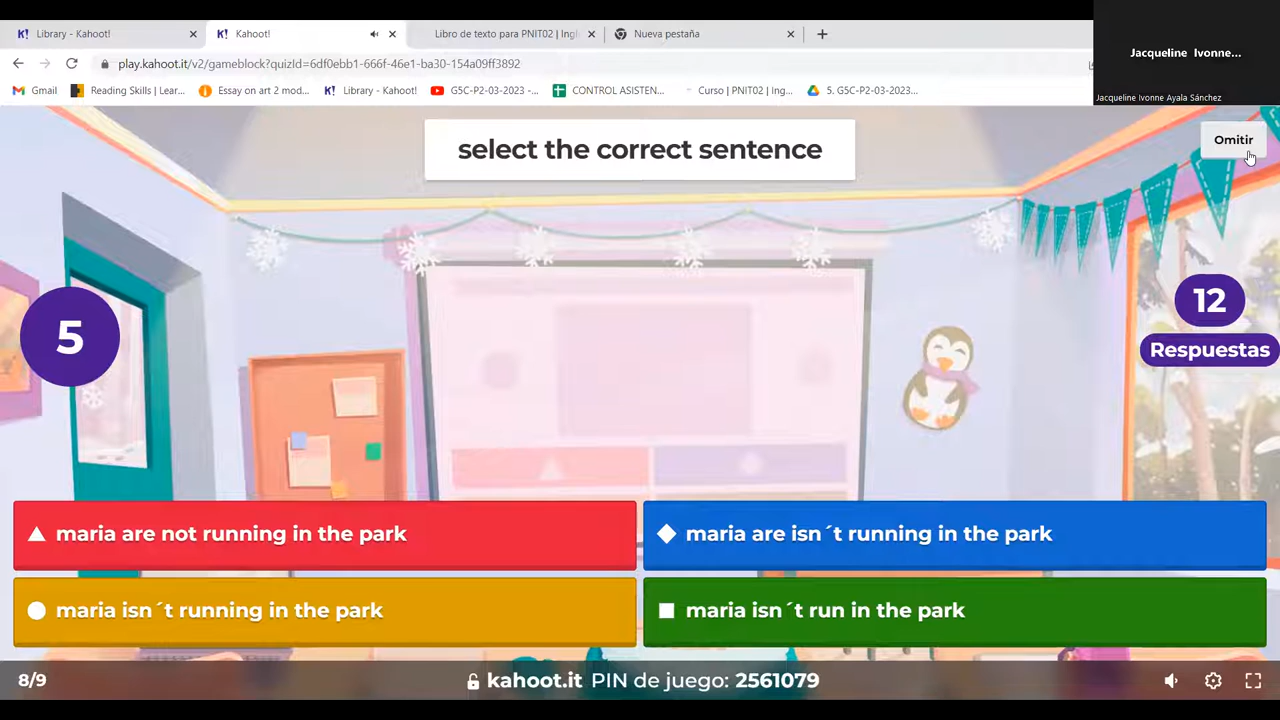 Library - Kahoot!
Kahoot!
Libro de texto para PNIT02 | Ingl
Nueva pestaña
Jacqueline Ivonne...
Jacqueline Ivonne Ayala Sánchez
play.kahoot.it/v2/gameblock?quizId=6df0ebb1-666f-46e1-ba30-154a09ff3892
Gmail
Reading Skills | Lear...
Essay on art 2 mod...
Library - Kahoot!
G5C-P2-03-2023 -...
CONTROL ASISTEN...
Curso | PNIT02 | Ing...
5. G5C-P2-03-2023...
select the correct sentence
Omitir
5
12
Respuestas
maria are not running in the park
maria are isn´t running in the park
maria isn´t running in the park
maria isn´t run in the park
8/9
kahoot.it PIN de juego: 2561079